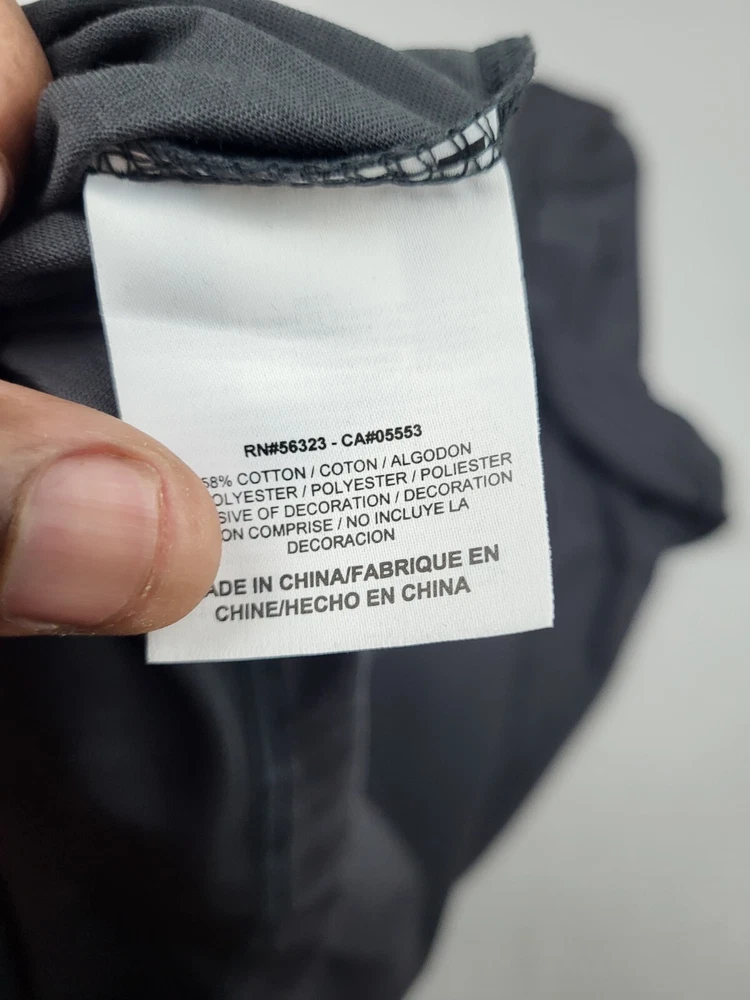 RN#56323 - CA#05553
58% COTTON / COTON / ALGODON
OLYESTER / POLYESTER / POLIESTER
SIVE OF DECORATION / DECORATION
ON COMPRISE / NO INCLUYE LA
DECORACION
ADE IN CHINA/FABRIQUE EN
CHINE/HECHO EN CHINA